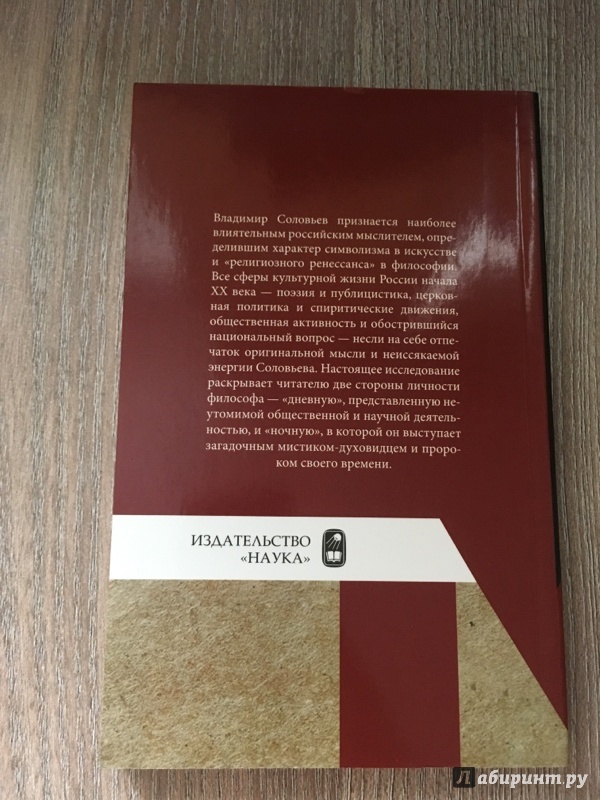 Владимир Соловьев признается наиболее
влиятельным российским мыслителем, опре-
делившим характер символизма в искусстве
и «религиозного ренессанса» в философии.
Все сферы культурной жизни России начала
XX века — поэзия и публицистика, церков-
ная политика и спиритические движения,
общественная активность и обострившийся
национальный вопрос — несли на себе отпе-
чаток оригинальной мысли и неиссякаемой
энергии Соловьева. Настоящее исследование
раскрывает читателю две стороны личности
философа — «дневную», представленную не-
утомимой общественной и научной деятель-
ностью, и «ночную», в которой он выступает
загадочным мистиком-духовидцем и проро-
ком своего времени.
ИЗДАТЕЛЬСТВО
«НАУКА»
Лабиринт.ру